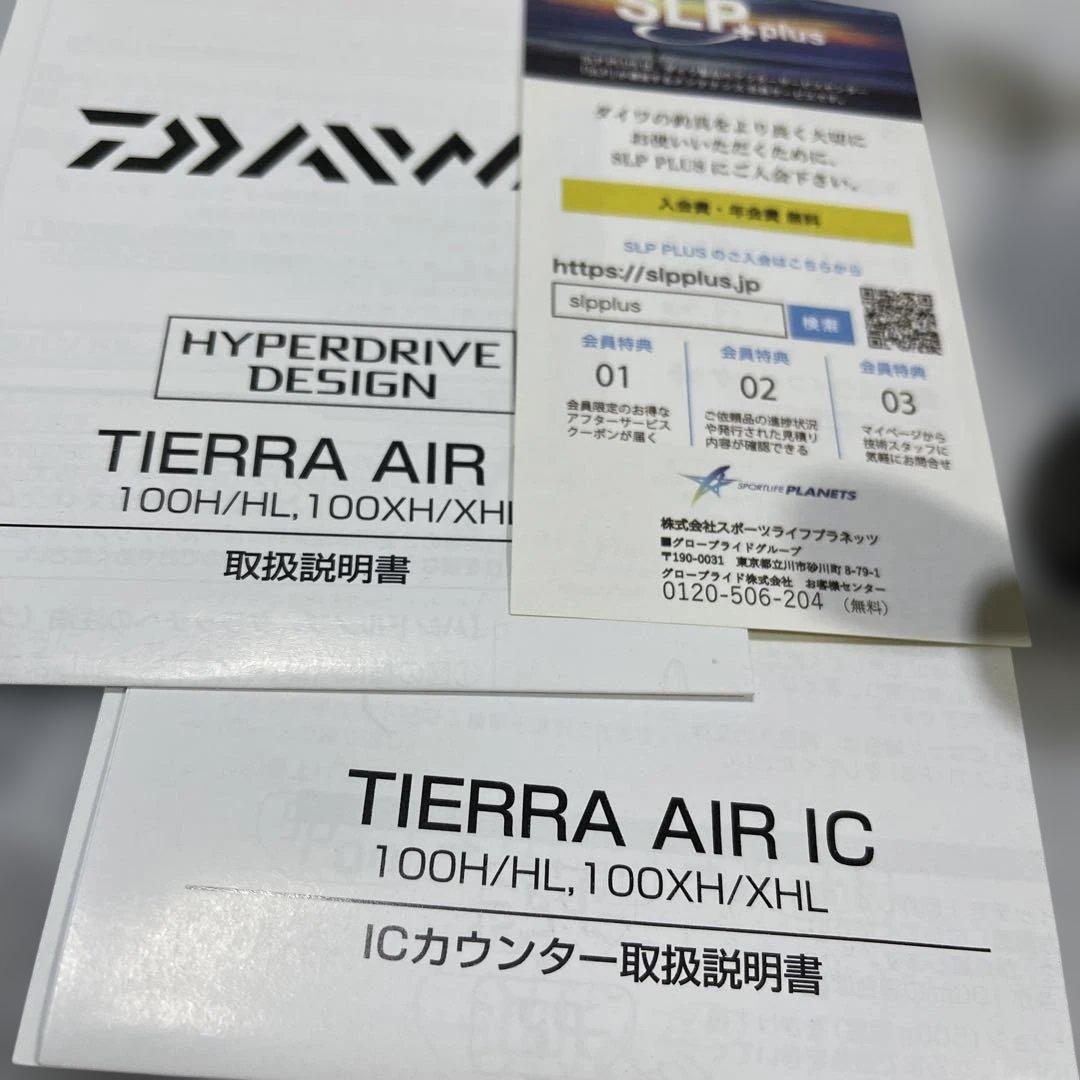 DAIW
HYPERDRIVE
DESIGN
TIERRA AIR
100H/HL,100XH/XHL
取扱説明書
SLP+plus
ダイワの釣具をより良く大切に
お使いいただくために、
SLP PLUS にご入会下さい。
入会費・年会費 無料
SLP PLUS のご入会はこちらから
https://slpplus.jp
slpplus
検索
会員特典
01
会員限定のお得な
アフターサービス
クーポンが届く
会員特典
02
ご依頼品の進捗状況
や発行された見積り
内容が確認できる
会員特典
03
マイページから
技術スタッフに
気軽にお問合せ
SPORTLIFE PLANETS
株式会社スポーツライフプラネッツ
■グローブライドグループ
〒190-0031 東京都立川市砂川町 8-79-1
グローブライド株式会社 お客様センター
0120-506-204 (無料)
TIERRA AIR IC
100H/HL,100XH/XHL
ICカウンター取扱説明書